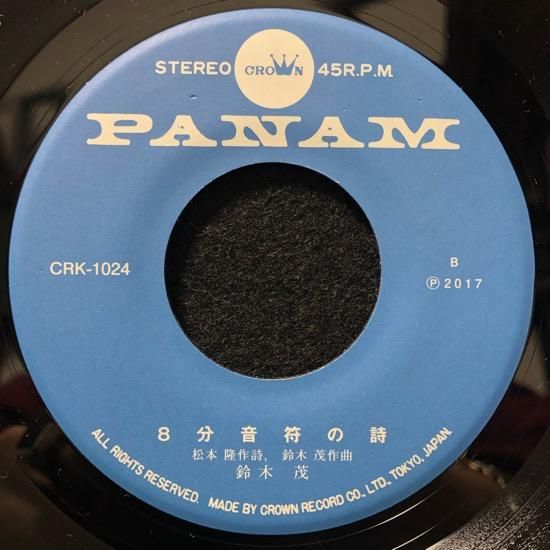 STEREO CROWN 45R.P.M.
PANAM
CRK-1024
B
Ⓟ2017
8分音符の詩
松本 隆作詩, 鈴木 茂作曲
鈴木 茂
ALL RIGHTS RESERVED. MADE BY CROWN RECORD CO., LTD., TOKYO, JAPAN.